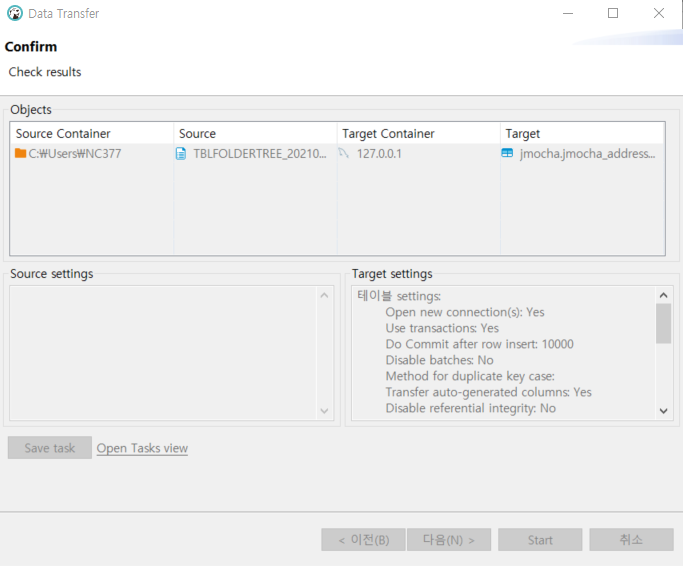 Data Transfer
Confirm
Check results
Objects
Source Container Source Target Container Target
C:₩Users₩NC377 TBLFOLDERTREE_20210... 127.0.0.1 jmocha.jmocha_address...
Source settings
Target settings
테이블 settings:
Open new connection(s): Yes
Use transactions: Yes
Do Commit after row insert: 10000
Disable batches: No
Method for duplicate key case:
Transfer auto-generated columns: Yes
Disable referential integrity: No
Save task Open Tasks view
< 이전(B) 다음(N) > Start 취소